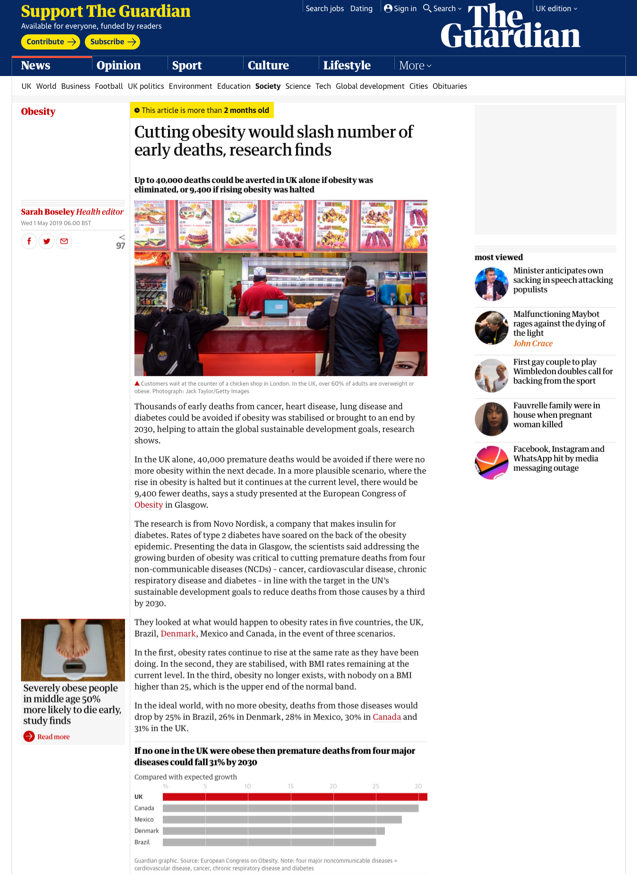 Support The Guardian
Available for everyone, funded by readers
Contribute
Subscribe
Search jobs
Dating
Sign in
Search
UK edition
The
Guardian
News
Opinion
Sport
Culture
Lifestyle
More
UK World Business Football UK politics Environment Education Society Science Tech Global development Cities Obituaries
Obesity
This article is more than 2 months old
Cutting obesity would slash number of
early deaths, research finds
Up to 40,000 deaths could be averted in UK alone if obesity was
eliminated, or 9,400 if rising obesity was halted
Sarah Boseley Health editor
Wed 1 May 2019 06.00 BST
97
Customers wait at the counter of a chicken shop in London. In the UK, over 60% of adults are overweight or
obese. Photograph: Jack Taylor/Getty Images
Thousands of early deaths from cancer, heart disease, lung disease and
diabetes could be avoided if obesity was stabilised or brought to an end by
2030, helping to attain the global sustainable development goals, research
shows.
In the UK alone, 40,000 premature deaths would be avoided if there were no
more obesity within the next decade. In a more plausible scenario, where the
rise in obesity is halted but it continues at the current level, there would be
9,400 fewer deaths, says a study presented at the European Congress of
Obesity in Glasgow.
The research is from Novo Nordisk, a company that makes insulin for
diabetes. Rates of type 2 diabetes have soared on the back of the obesity
epidemic. Presenting the data in Glasgow, the scientists said addressing the
growing burden of obesity was critical to cutting premature deaths from four
non-communicable diseases (NCDs) – cancer, cardiovascular disease, chronic
respiratory disease and diabetes – in line with the target in the UN's
sustainable development goals to reduce deaths from those causes by a third
by 2030.
They looked at what would happen to obesity rates in five countries, the UK,
Brazil, Denmark, Mexico and Canada, in the event of three scenarios.
In the first, obesity rates continue to rise at the same rate as they have been
doing. In the second, they are stabilised, with BMI rates remaining at the
current level. In the third, obesity no longer exists, with nobody on a BMI
higher than 25, which is the upper end of the normal band.
In the ideal world, with no more obesity, deaths from those diseases would
drop by 25% in Brazil, 26% in Denmark, 28% in Mexico, 30% in Canada and
31% in the UK.
If no one in the UK were obese then premature deaths from four major
diseases could fall 31% by 2030
Compared with expected growth
% 5 10 15 20 25 30
UK
Canada
Mexico
Denmark
Brazil
Guardian graphic. Source: European Congress on Obesity. Note: four major noncommunicable diseases =
cardiovascular disease, cancer, chronic respiratory disease and diabetes
Severely obese people
in middle age 50%
more likely to die early,
study finds
Read more
most viewed
Minister anticipates own
sacking in speech attacking
populists
Malfunctioning Maybot
rages against the dying of
the light
John Crace
First gay couple to play
Wimbledon doubles call for
backing from the sport
Fauvrelle family were in
house when pregnant
woman killed
Facebook, Instagram and
WhatsApp hit by media
messaging outage